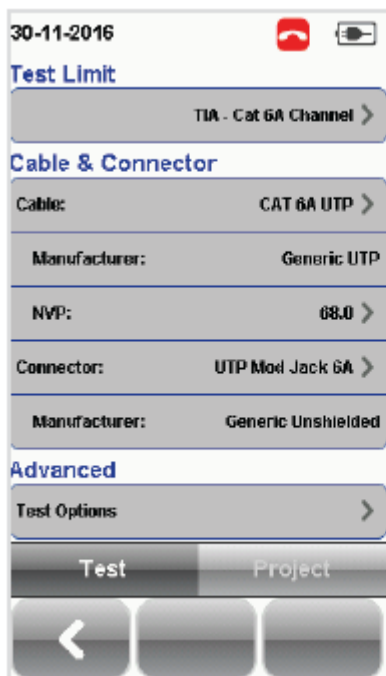 30-11-2016
Test Limit
TIA - Cat 6A Channel
Cable & Connector
Cable: CAT 6A UTP
Manufacturer: Generic UTP
NVP: 68.0
Connector: UTP Mod Jack 6A
Manufacturer: Generic Unshielded
Advanced
Test Options
Test Project